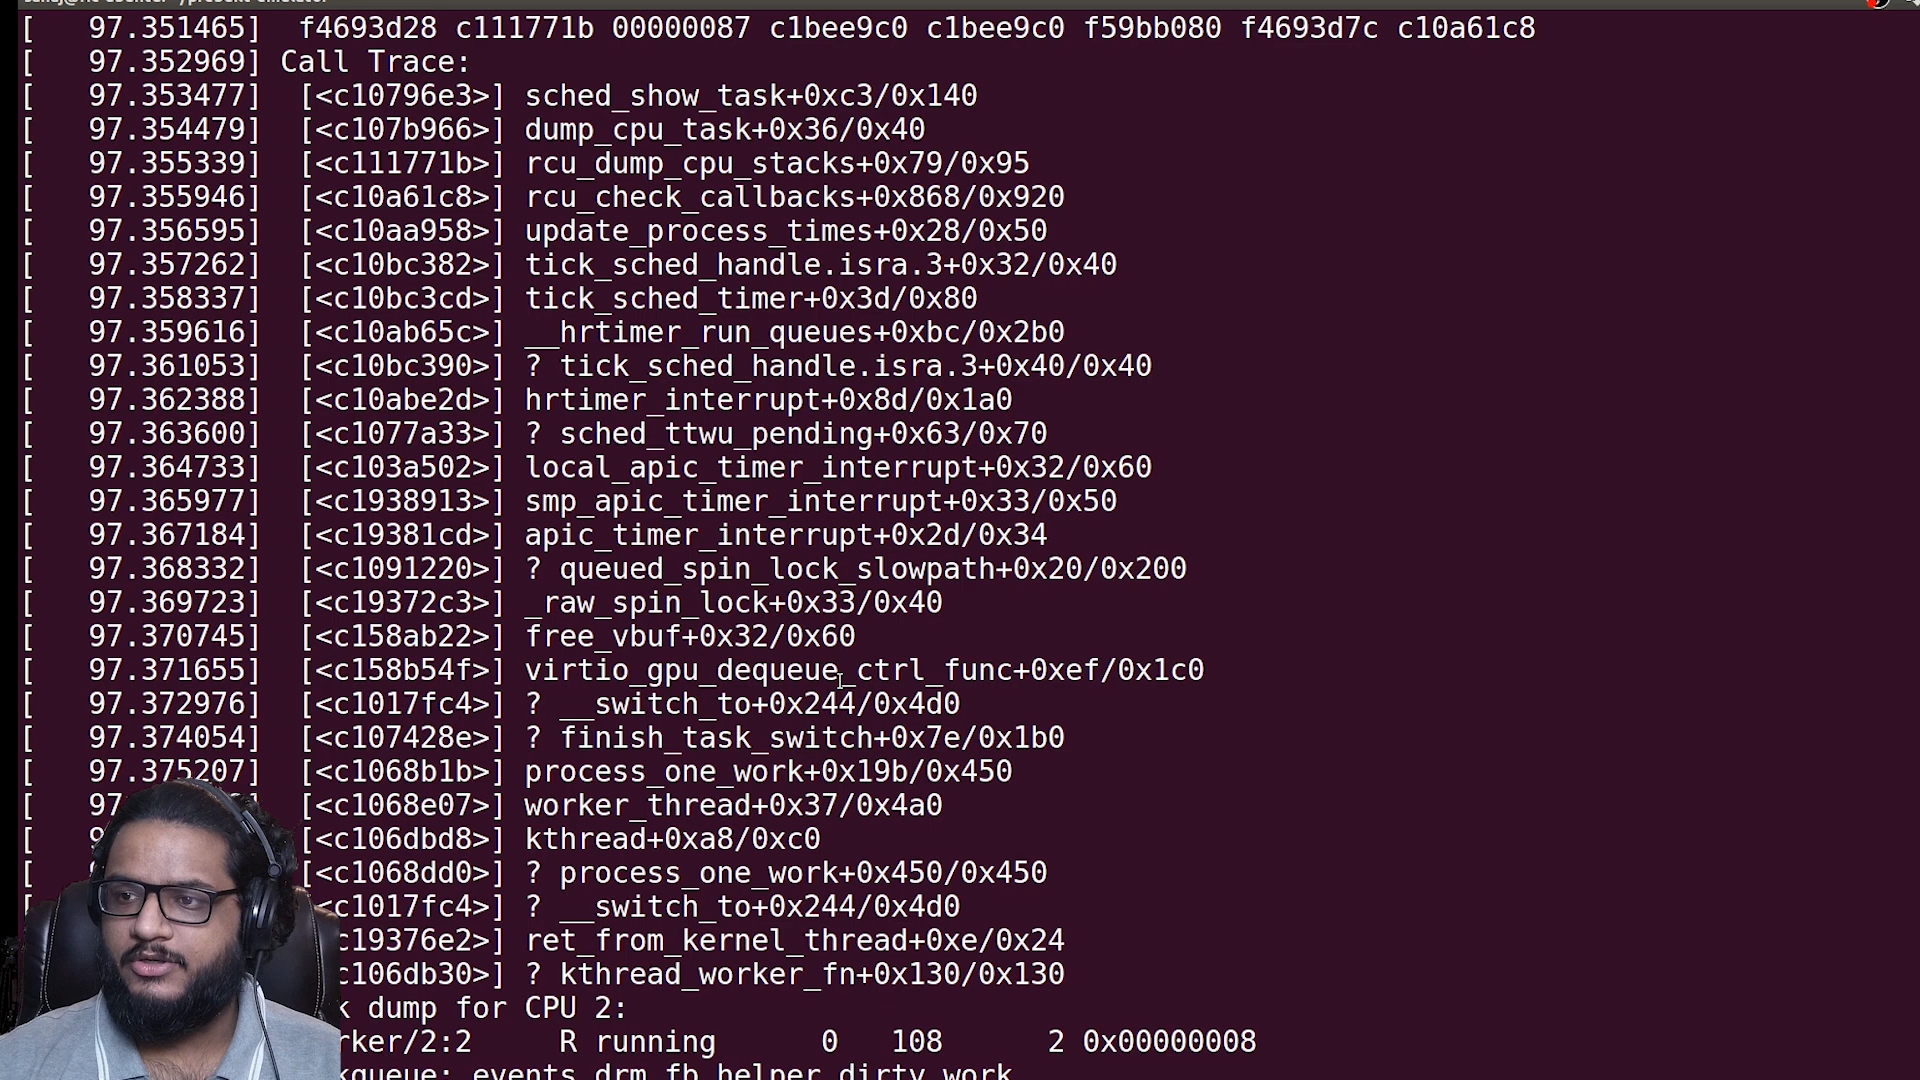 [   97.351465]  f4693d28 c111771b 00000087 c1bee9c0 c1bee9c0 f59bb080 f4693d7c c10a61c8
[   97.352969] Call Trace:
[   97.353477]  [<c10796e3>] sched_show_task+0xc3/0x140
[   97.354479]  [<c107b966>] dump_cpu_task+0x36/0x40
[   97.355339]  [<c111771b>] rcu_dump_cpu_stacks+0x79/0x95
[   97.355946]  [<c10a61c8>] rcu_check_callbacks+0x868/0x920
[   97.356595]  [<c10aa958>] update_process_times+0x28/0x50
[   97.357262]  [<c10bc382>] tick_sched_handle.isra.3+0x32/0x40
[   97.358337]  [<c10bc3cd>] tick_sched_timer+0x3d/0x80
[   97.359616]  [<c10ab65c>] __hrtimer_run_queues+0xbc/0x2b0
[   97.361053]  [<c10bc390>] ? tick_sched_handle.isra.3+0x40/0x40
[   97.362388]  [<c10abe2d>] hrtimer_interrupt+0x8d/0x1a0
[   97.363600]  [<c1077a33>] ? sched_ttwu_pending+0x63/0x70
[   97.364733]  [<c103a502>] local_apic_timer_interrupt+0x32/0x60
[   97.365977]  [<c1938913>] smp_apic_timer_interrupt+0x33/0x50
[   97.367184]  [<c19381cd>] apic_timer_interrupt+0x2d/0x34
[   97.368332]  [<c1091220>] ? queued_spin_lock_slowpath+0x20/0x200
[   97.369723]  [<c19372c3>] _raw_spin_lock+0x33/0x40
[   97.370745]  [<c158ab22>] free_vbuf+0x32/0x60
[   97.371655]  [<c158b54f>] virtio_gpu_dequeue_ctrl_func+0xef/0x1c0
[   97.372976]  [<c1017fc4>] ? __switch_to+0x244/0x4d0
[   97.374054]  [<c107428e>] ? finish_task_switch+0x7e/0x1b0
[   97.375207]  [<c1068b1b>] process_one_work+0x19b/0x450
[   97. ]  [<c1068e07>] worker_thread+0x37/0x4a0
[   9  [<c106dbd8>] kthread+0xa8/0xc0
[ <c1068dd0>] ? process_one_work+0x450/0x450
[ <c1017fc4>] ? __switch_to+0x244/0x4d0
c19376e2>] ret_from_kernel_thread+0xe/0x24
c106db30>] ? kthread_worker_fn+0x130/0x130
k dump for CPU 2:
rker/2:2     R running      0   108      2 0x00000008
kqueue: events drm_fb_helper_dirty_work